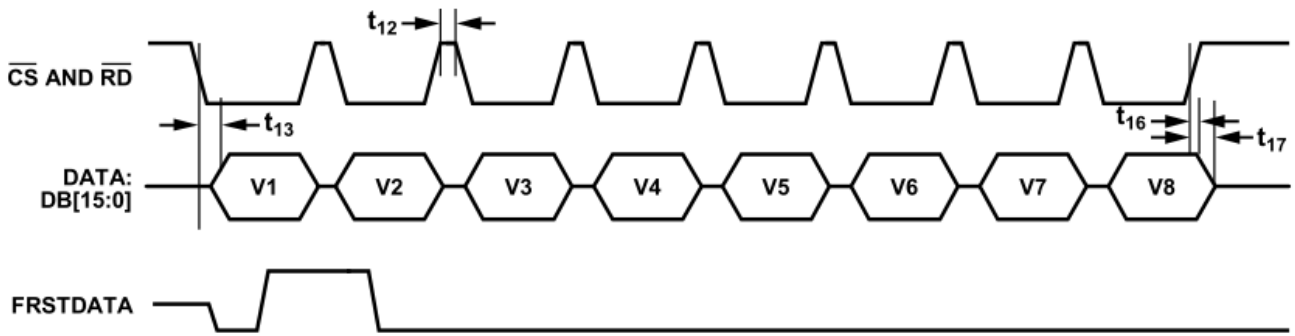 t12
CS AND RD
t13
t16
t17
DATA:
DB[15:0]
V1 V2 V3 V4 V5 V6 V7 V8
FRSTDATA